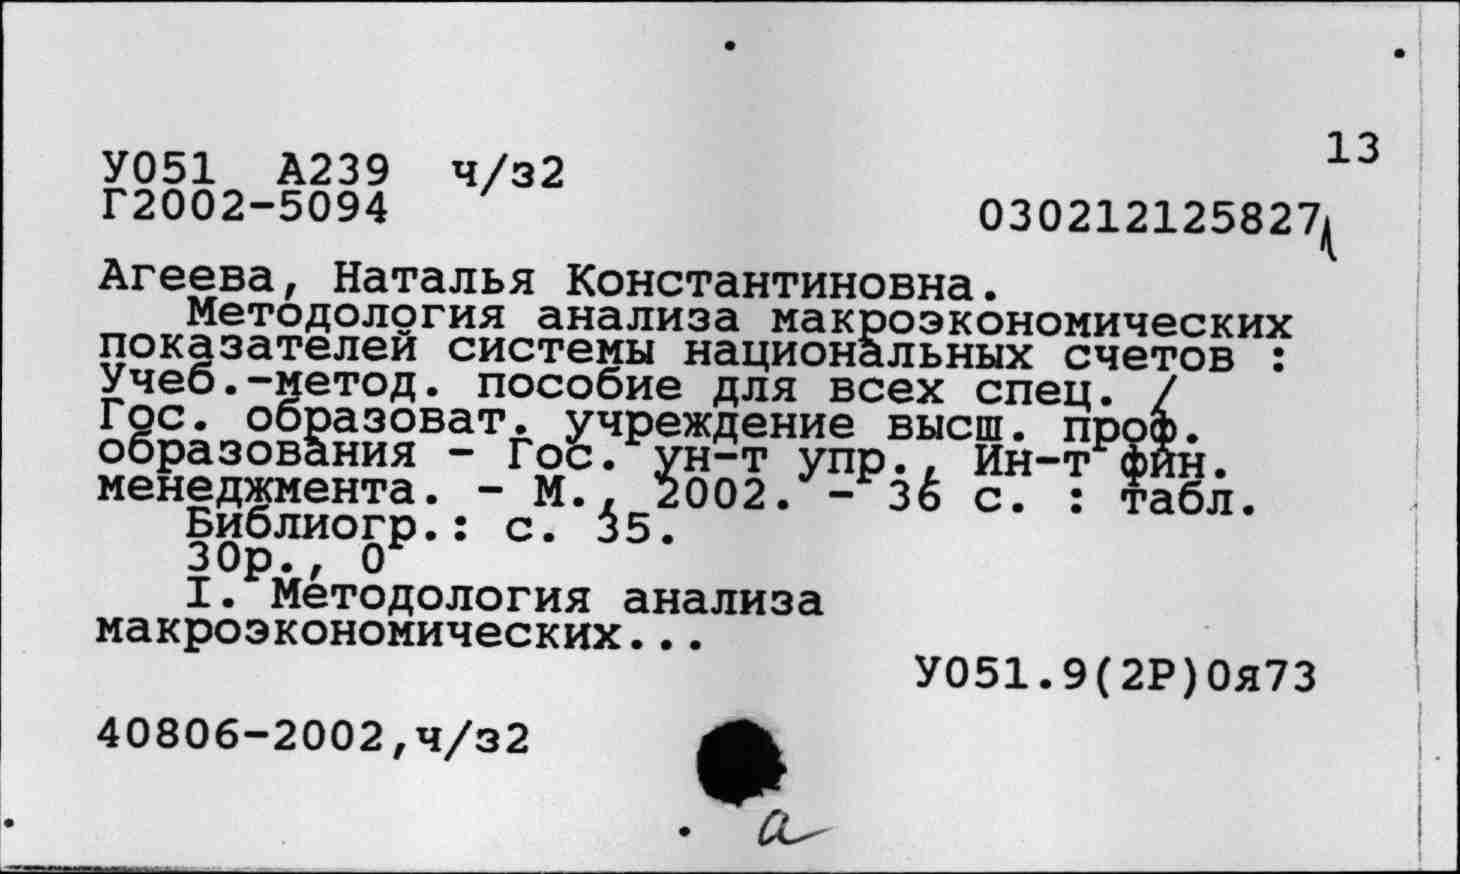 13
У051 А239 ч/з2
Г2002-5094
030212125827
Агеева, Наталья Константиновна.
Методология анализа макроэкономических
показателей системы национальных счетов :
Учеб.-метод. пособие для всех спец. /
Гос. образоват. учреждение высш. проф.
образования - Гос. ун-т упр., Ин-т фин.
менеджмента. - М., 2002. - 36 с. : табл.
Библиогр.: с. 35.
30р., 0
I. Методология анализа
макроэкономических...
У051.9(2Р)0я73
40806-2002,ч/з2
а